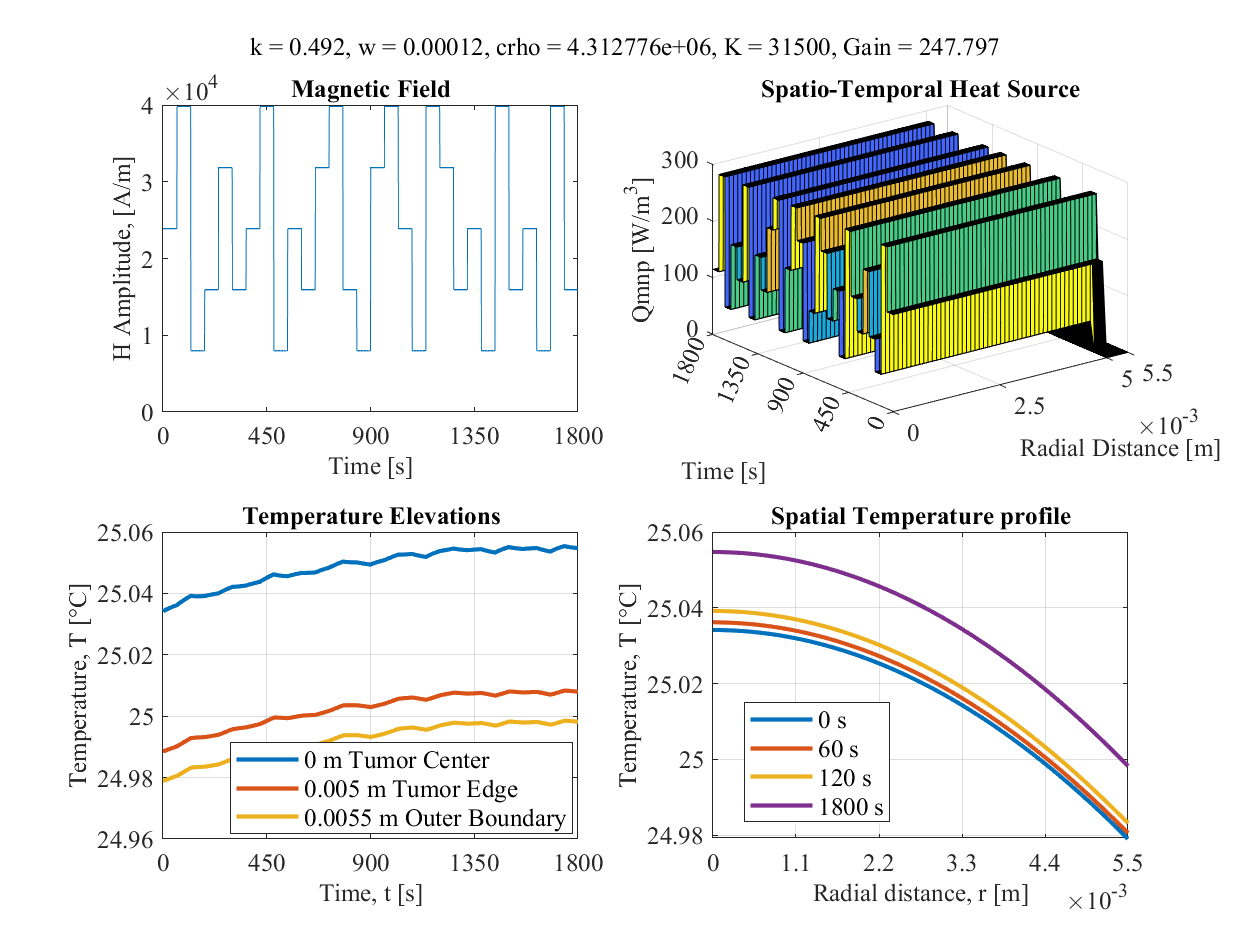 k = 0.492, w = 0.00012, crho = 4.312776e+06, K = 31500, Gain = 247.797
Magnetic Field
×10⁴
H Amplitude, [A/m]
4
3
2
1
0
0 450 900 1350 1800
Time [s]
Spatio-Temporal Heat Source
Qmnp [W/m³]
300
200
100
0
1800
1350
900
450
0
Time [s]
0
2.5
5 5.5
×10⁻³
Radial Distance [m]
Temperature Elevations
Temperature, T [°C]
25.06
25.04
25.02
25
24.98
24.96
0 m Tumor Center
0.005 m Tumor Edge
0.0055 m Outer Boundary
0 450 900 1350 1800
Time, t [s]
Spatial Temperature profile
Temperature, T [°C]
25.06
25.04
25.02
25
24.98
0 s
60 s
120 s
1800 s
0 1.1 2.2 3.3 4.4 5.5
Radial distance, r [m]
×10⁻³